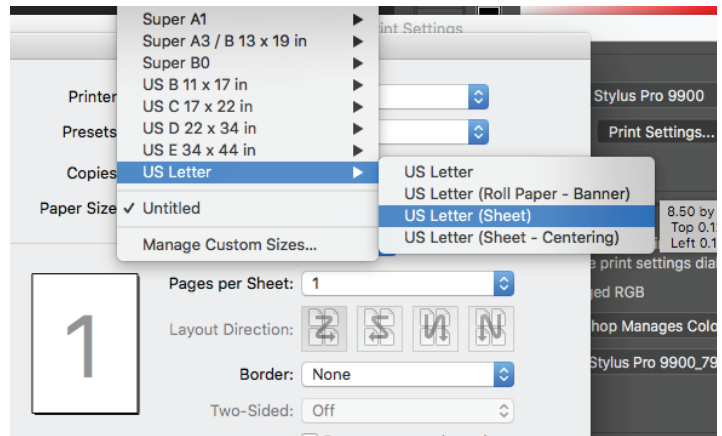 Super A1
Super A3 / B 13 x 19 in
int Settings
Super B0
US B 11 x 17 in
Printer
Stylus Pro 9900
US C 17 x 22 in
US D 22 x 34 in
Presets
Print Settings...
US E 34 x 44 in
Copies
US Letter
US Letter
US Letter (Roll Paper - Banner)
Paper Size ✓ Untitled
US Letter (Sheet)
8.50 by
Top 0.1
Manage Custom Sizes...
US Letter (Sheet - Centering)
Left 0.1
e print settings dia
Pages per Sheet: 1
ged RGB
1
Layout Direction:
hop Manages Colo
Border: None
Stylus Pro 9900_79
Two-Sided: Off